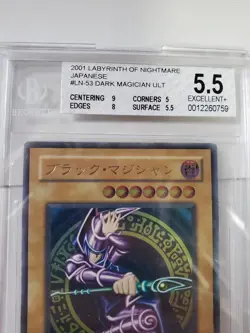 2001 LABYRINTH OF NIGHTMARE
JAPANESE
#LN-53 DARK MAGICIAN ULT
CENTERING 9 CORNERS 5
EDGES 8 SURFACE 5.5
5.5
EXCELLENT+
0012260759
ブラック・マジシャン